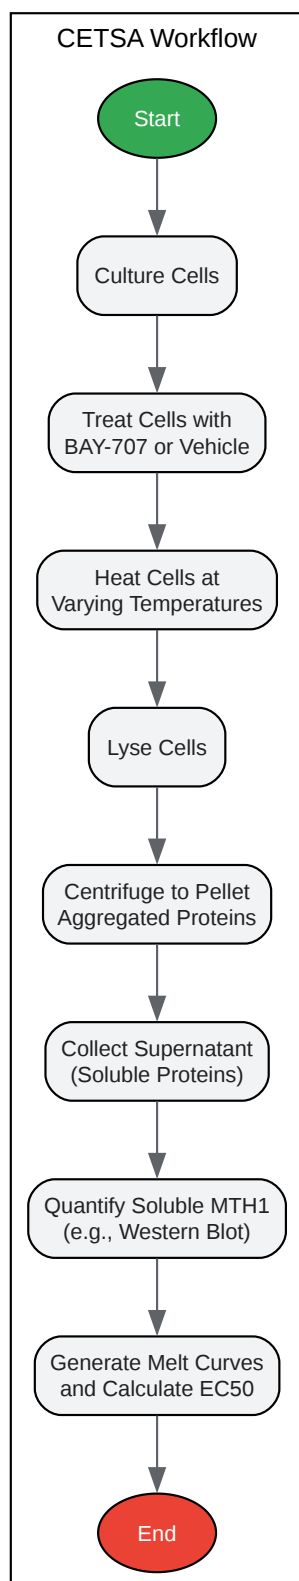 CETSA Workflow
Start
Culture Cells
Treat Cells with
BAY-707 or Vehicle
Heat Cells at
Varying Temperatures
Lyse Cells
Centrifuge to Pellet
Aggregated Proteins
Collect Supernatant
(Soluble Proteins)
Quantify Soluble MTH1
(e.g., Western Blot)
Generate Melt Curves
and Calculate EC50
End